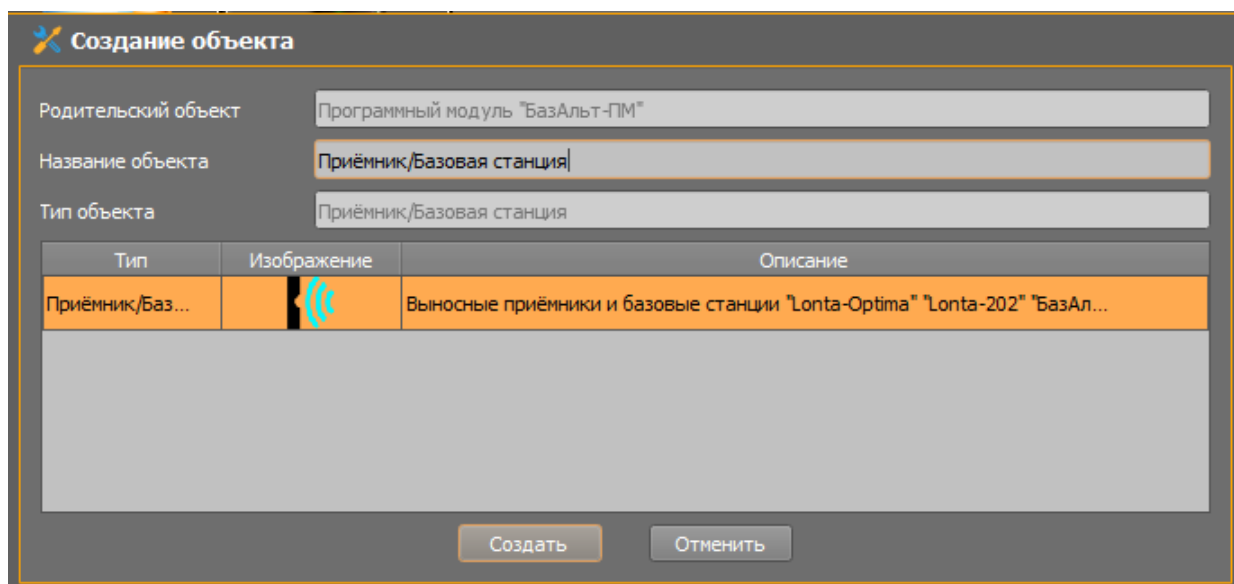 Создание объекта
Родительский объект Программный модуль "БазАльт-ПМ"
Название объекта Приёмник/Базовая станция
Тип объекта Приёмник/Базовая станция
Тип Изображение Описание
Приёмник/Баз... Выносные приёмники и базовые станции "Lonta-Optima" "Lonta-202" "БазАл...
Создать Отменить